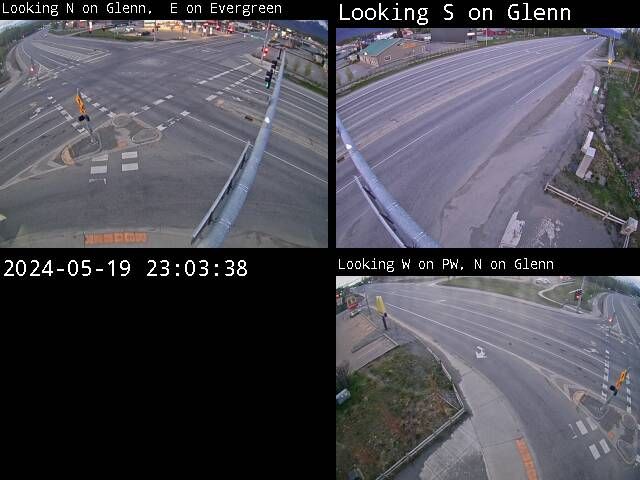 Looking N on Glenn, E on Evergreen
Looking S on Glenn
2024-05-19 23:03:38
Looking W on PW, N on Glenn